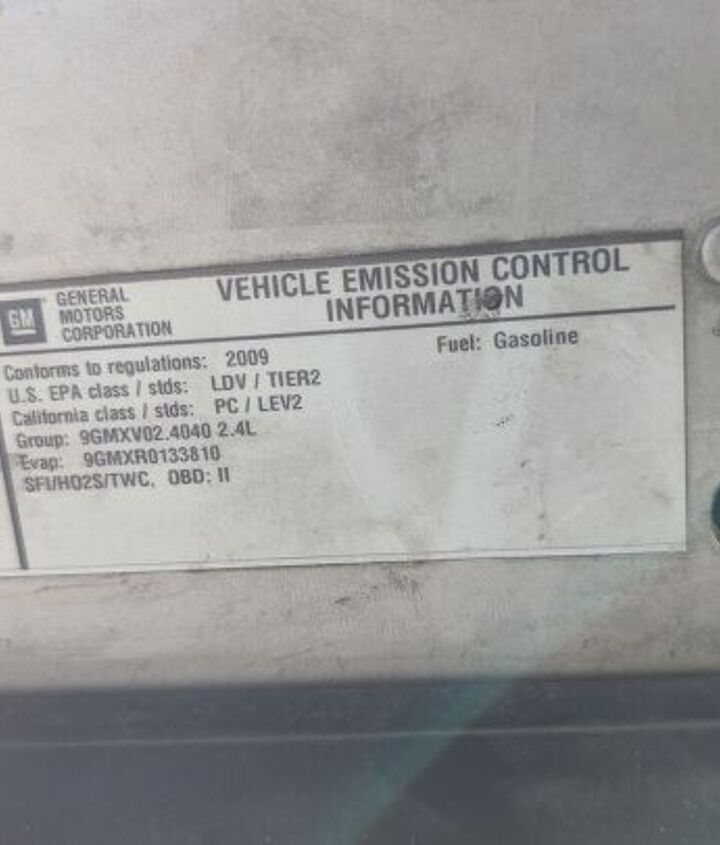 GM
GENERAL
MOTORS
CORPORATION
VEHICLE EMISSION CONTROL
INFORMATION
Conforms to regulations: 2009
Fuel: Gasoline
U.S. EPA class / stds: LDV / TIER2
California class / stds: PC / LEV2
Group: 9GMXV02.4040 2.4L
Evap: 9GMXR0133810
SFI/HO2S/TWC, OBD: II